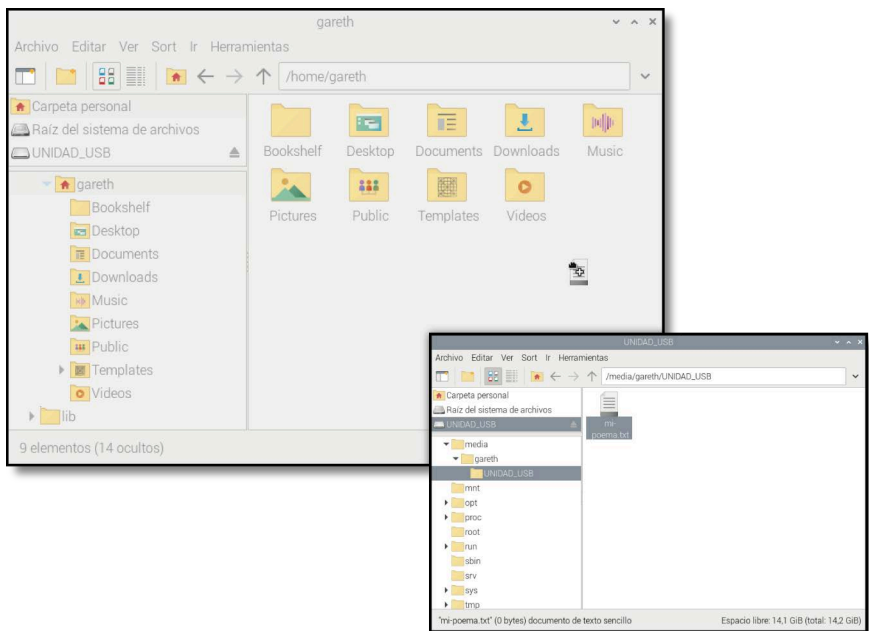 gareth
Archivo Editar Ver Sort Ir Herramientas
/home/gareth
Carpeta personal
Raíz del sistema de archivos
UNIDAD_USB
gareth
Bookshelf
Desktop
Documents
Downloads
Music
Pictures
Public
Templates
Videos
lib
Bookshelf Desktop Documents Downloads Music
Pictures Public Templates Videos
9 elementos (14 ocultos)
UNIDAD_USB
Archivo Editar Ver Sort Ir Herramientas
/media/gareth/UNIDAD_USB
Carpeta personal
Raíz del sistema de archivos
UNIDAD_USB
media
gareth
UNIDAD_USB
mnt
opt
proc
root
run
sbin
srv
sys
tmp
mi-
poema.txt
"mi-poema.txt" (0 bytes) documento de texto sencillo Espacio libre: 14,1 GiB (total: 14,2 GiB)